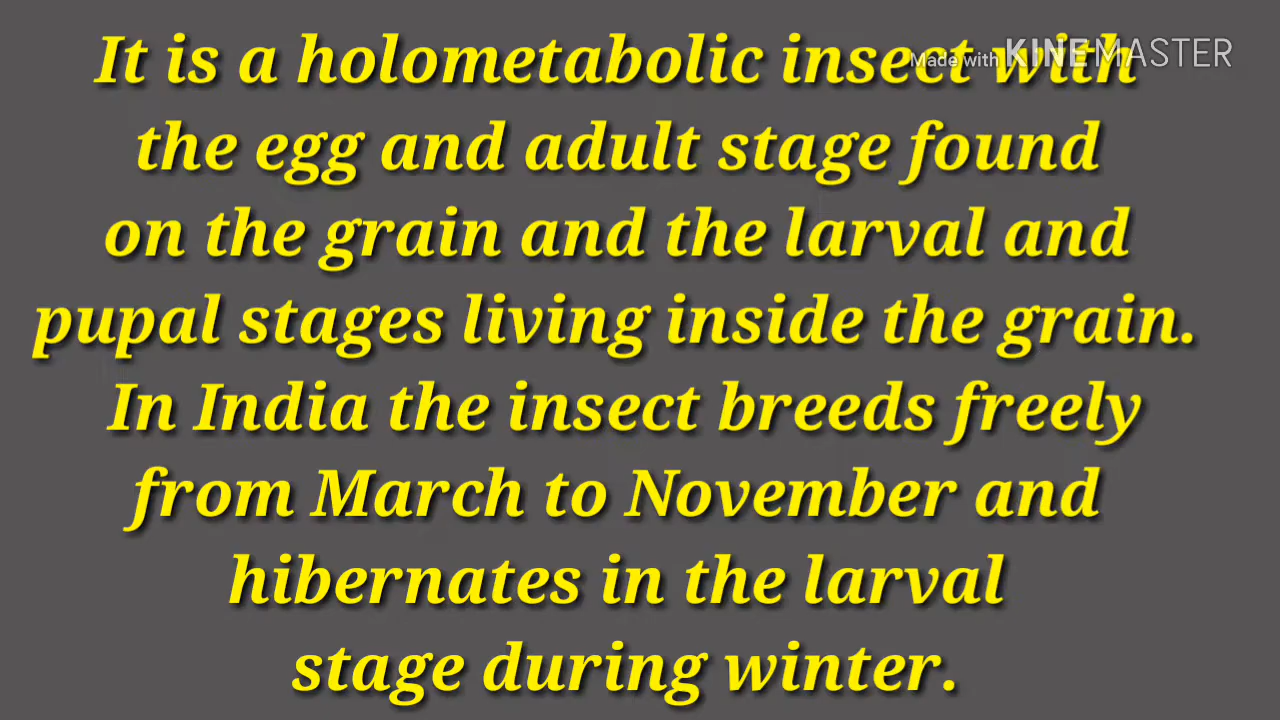 It is a holometabolic insect with
Made with KINEMASTER
the egg and adult stage found
on the grain and the larval and
pupal stages living inside the grain.
In India the insect breeds freely
from March to November and
hibernates in the larval
stage during winter.